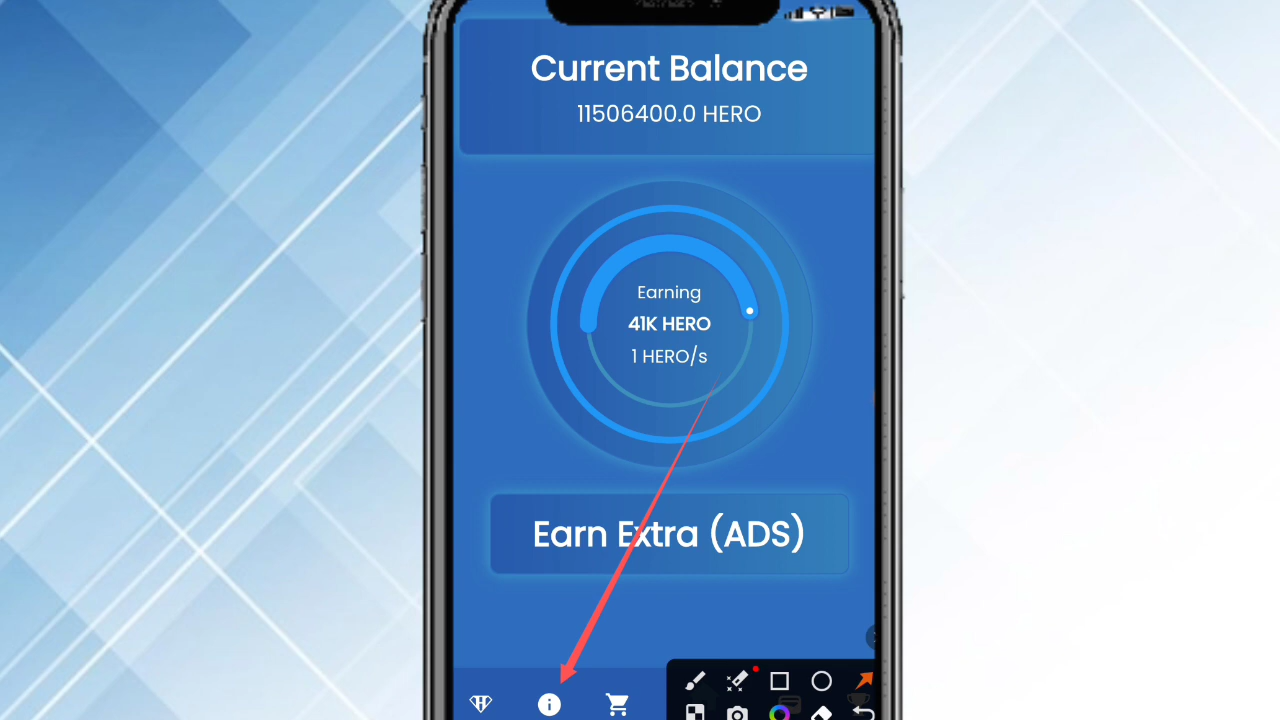 Current Balance
11506400.0 HERO
Earning
41K HERO
1 HERO/s
Earn Extra (ADS)